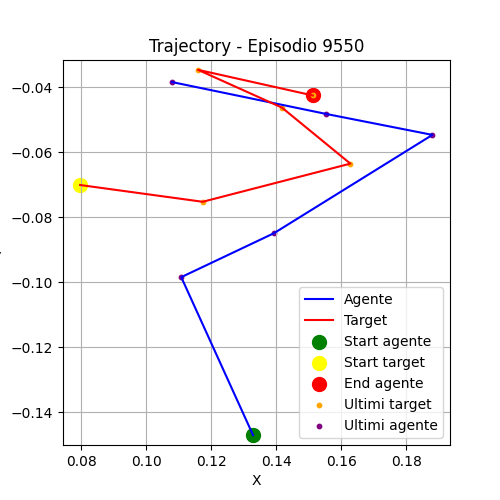 Trajectory - Episodio 9550
−0.04
−0.06
−0.08
−0.10
−0.12
−0.14
0.08 0.10 0.12 0.14 0.16 0.18
X
Agente
Target
Start agente
Start target
End agente
Ultimi target
Ultimi agente